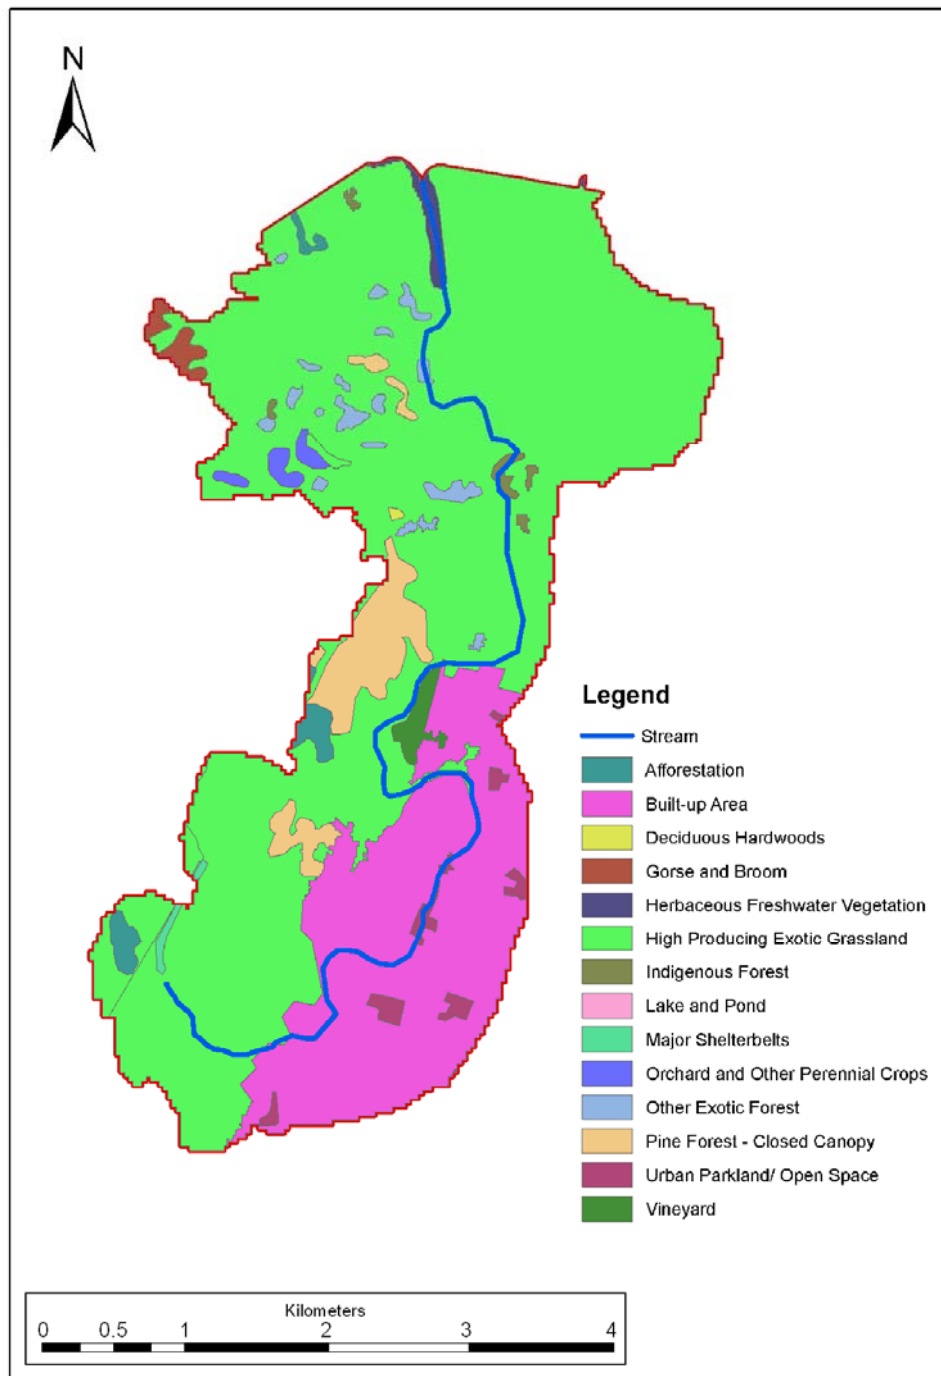 N
Legend
Stream
Afforestation
Built-up Area
Deciduous Hardwoods
Gorse and Broom
Herbaceous Freshwater Vegetation
High Producing Exotic Grassland
Indigenous Forest
Lake and Pond
Major Shelterbelts
Orchard and Other Perennial Crops
Other Exotic Forest
Pine Forest - Closed Canopy
Urban Parkland/ Open Space
Vineyard
Kilometers
0 0.5 1 2 3 4